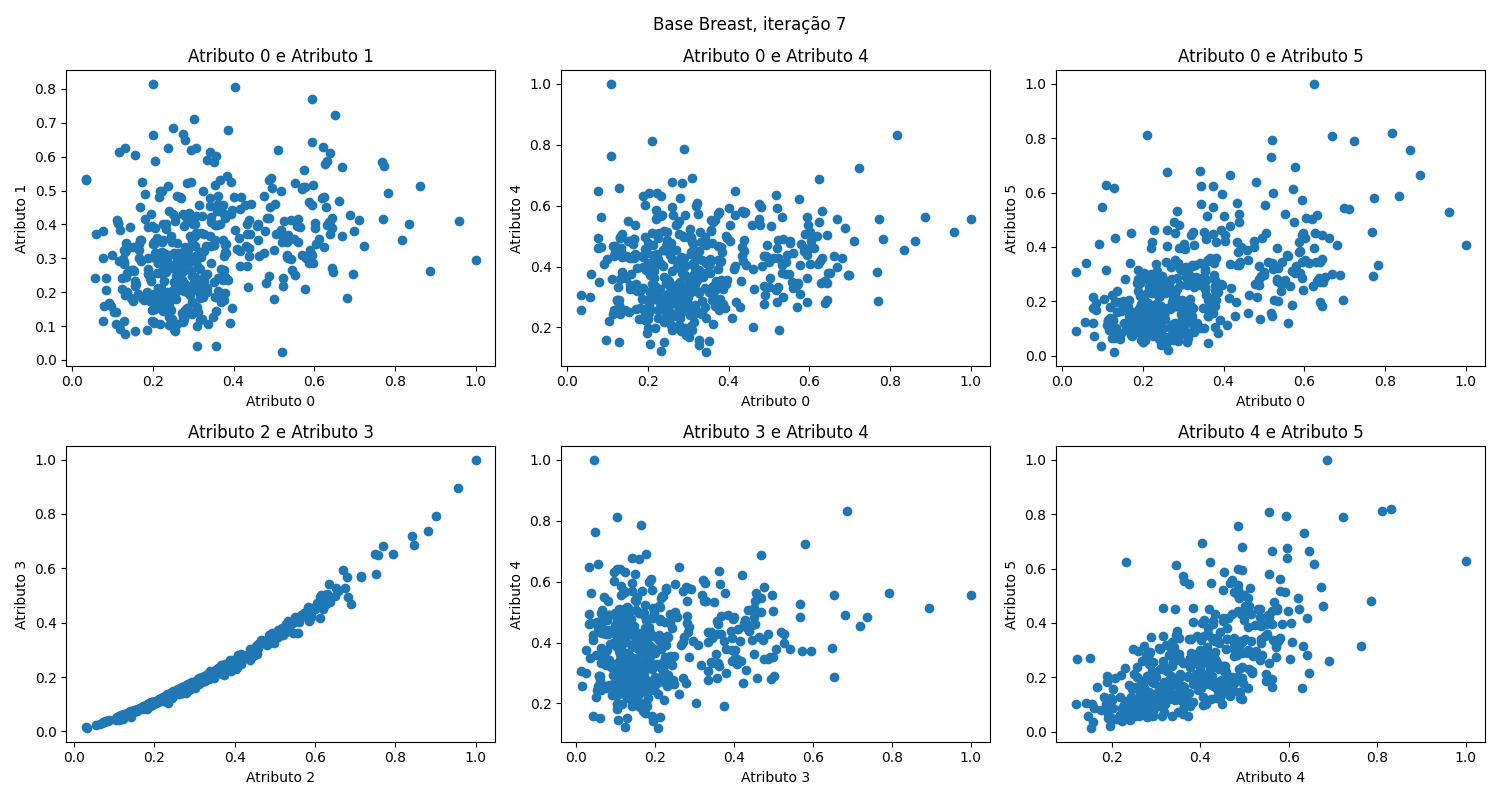 Base Breast, iteração 7
Atributo 0 e Atributo 1
Atributo 1
0.8
0.7
0.6
0.5
0.4
0.3
0.2
0.1
0.0
0.0 0.2 0.4 0.6 0.8 1.0
Atributo 0
Atributo 0 e Atributo 4
Atributo 4
1.0
0.8
0.6
0.4
0.2
0.0 0.2 0.4 0.6 0.8 1.0
Atributo 0
Atributo 0 e Atributo 5
Atributo 5
1.0
0.8
0.6
0.4
0.2
0.0
0.0 0.2 0.4 0.6 0.8 1.0
Atributo 0
Atributo 2 e Atributo 3
Atributo 3
1.0
0.8
0.6
0.4
0.2
0.0
0.0 0.2 0.4 0.6 0.8 1.0
Atributo 2
Atributo 3 e Atributo 4
Atributo 4
1.0
0.8
0.6
0.4
0.2
0.0 0.2 0.4 0.6 0.8 1.0
Atributo 3
Atributo 4 e Atributo 5
Atributo 5
1.0
0.8
0.6
0.4
0.2
0.0
0.2 0.4 0.6 0.8 1.0
Atributo 4